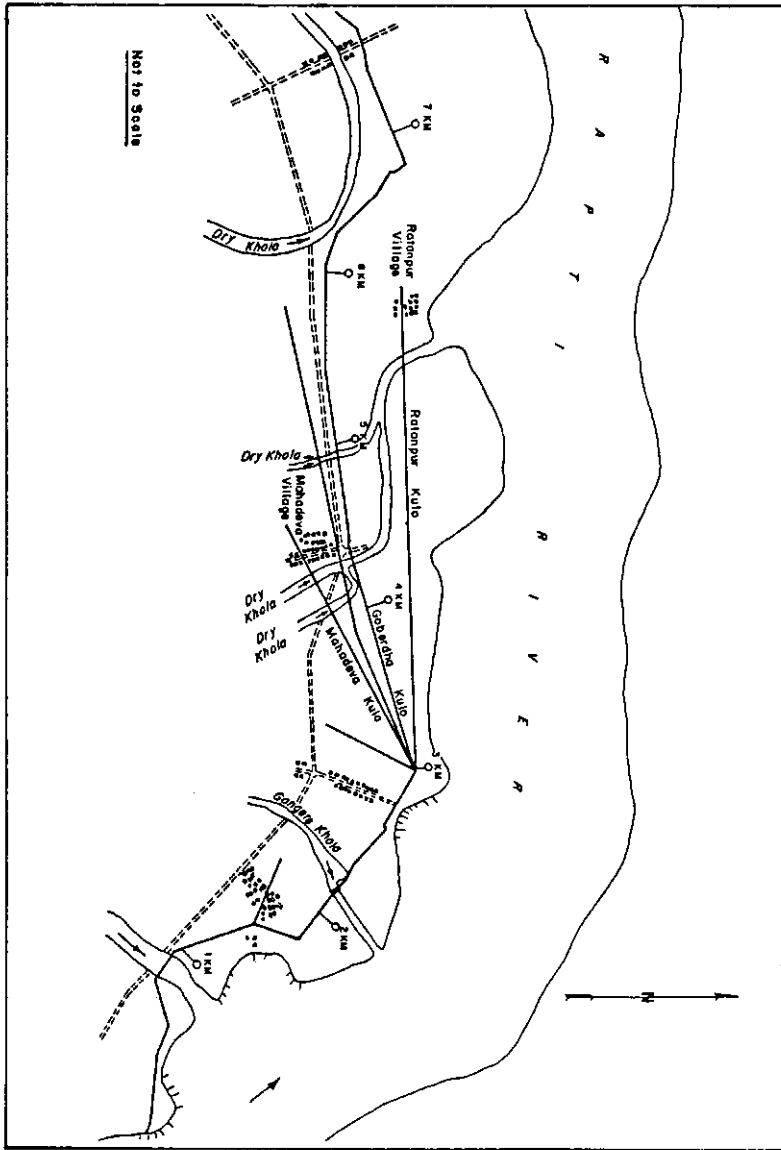 R A P T I
R I V E R
7 KM
6 KM
5 KM
4 KM
3 KM
2 KM
1 KM
Ratanpur
Village
Ratanpur Kulo
Goberdha Kulo
Mahadeva Kulo
Mahadeva
Village
Dry Khola
Dry Khola
Dry
Khola
Dry
Khola
Gangare Khola
N
Not to Scale